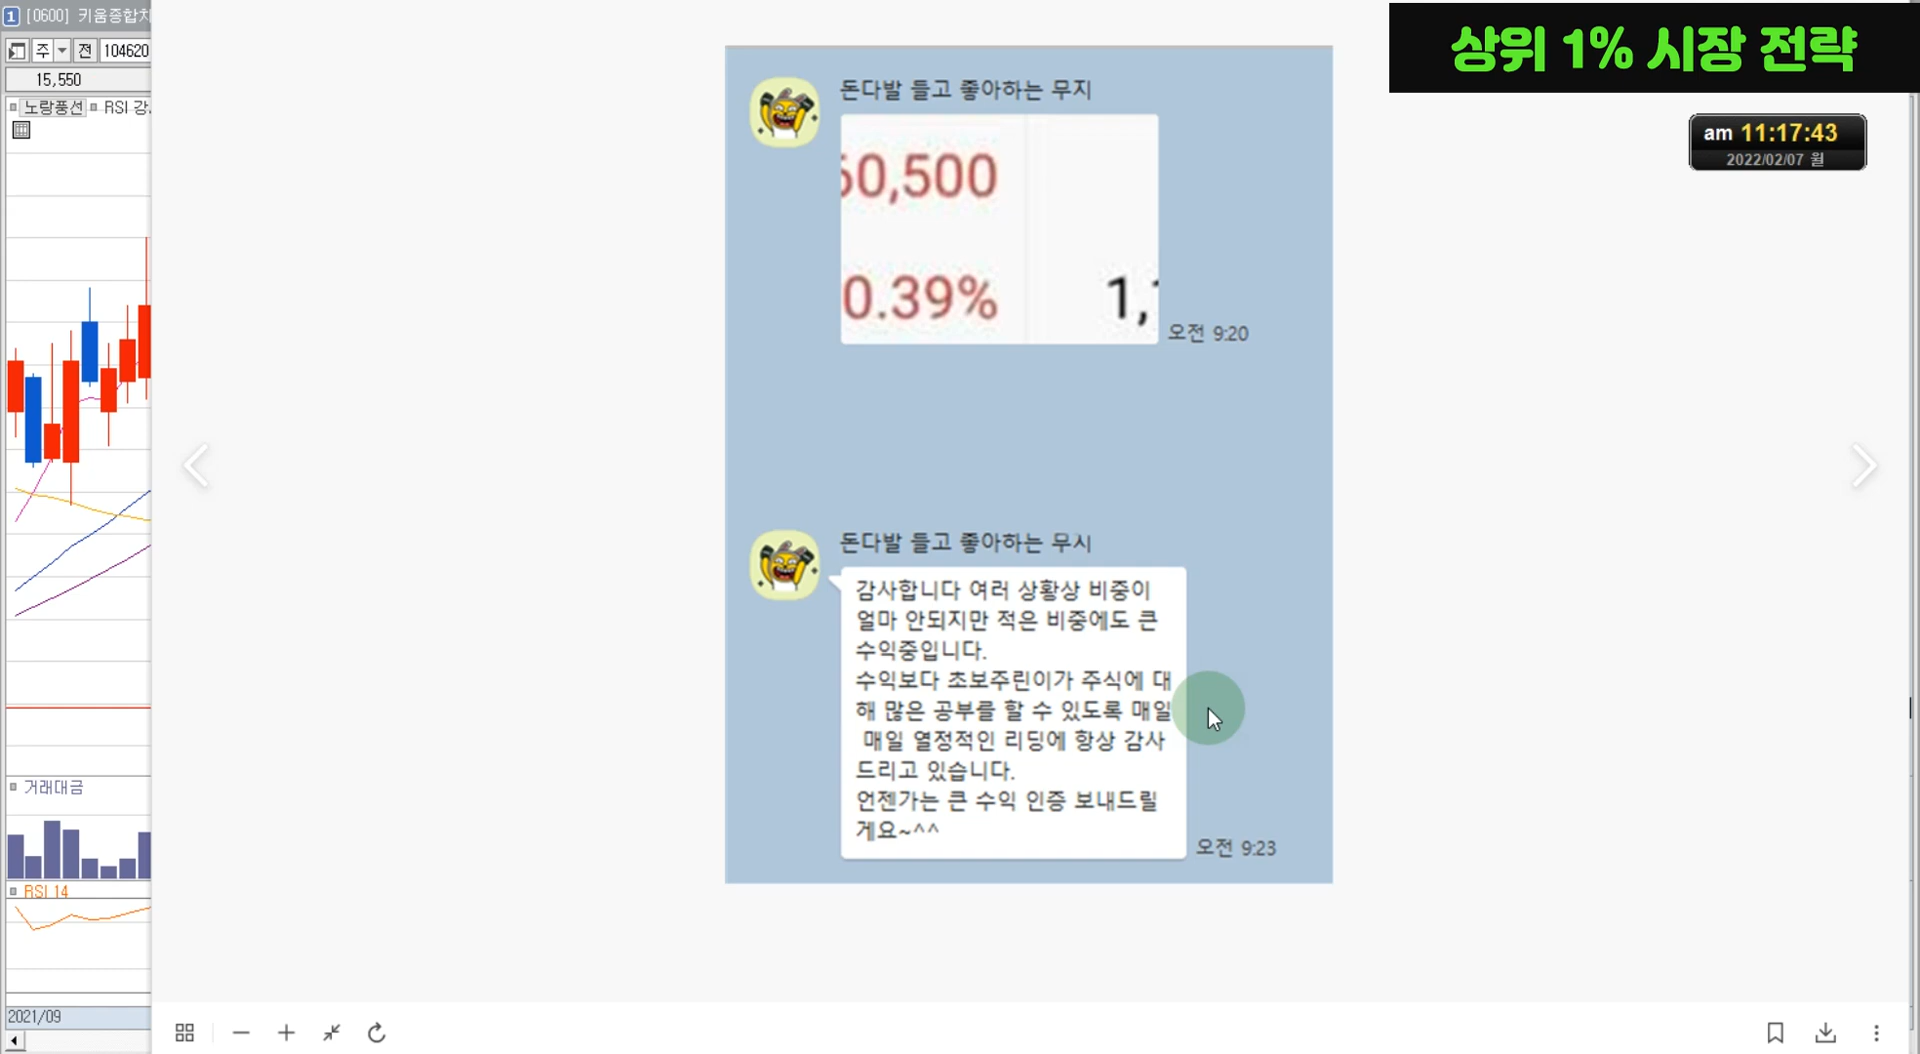 1 [0600] 키움종합차
주 전 104620
15,550
노랑풍선 RSI 강
거래대금
RSI 14
2021/09
상위 1% 시장 전략
am 11:17:43
2022/02/07 월
돈다발 들고 좋아하는 무지
60,500
0.39%
1,
오전 9:20
돈다발 들고 좋아하는 무시
감사합니다 여러 상황상 비중이
얼마 안되지만 적은 비중에도 큰
수익중입니다.
수익보다 초보주린이가 주식에 대
해 많은 공부를 할 수 있도록 매일
매일 열정적인 리딩에 항상 감사
드리고 있습니다.
언젠가는 큰 수익 인증 보내드릴
게요~^^
오전 9:23